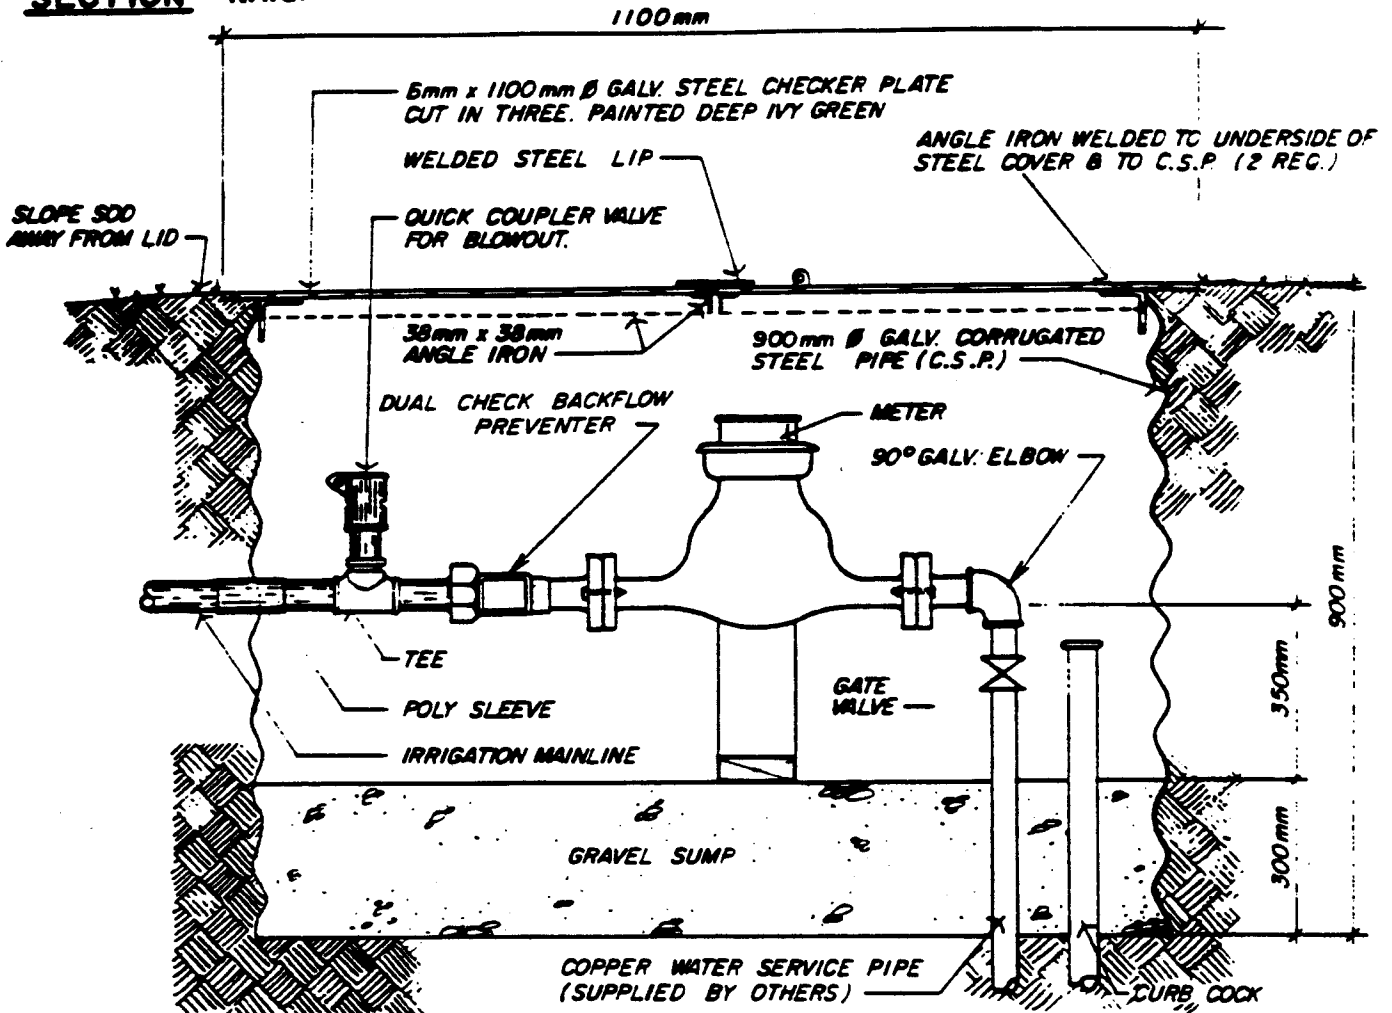 SECTION
1100mm
6mm x 1100mm Ø GALV. STEEL CHECKER PLATE
CUT IN THREE. PAINTED DEEP IVY GREEN
ANGLE IRON WELDED TO UNDERSIDE OF
STEEL COVER & TO C.S.P. (2 REQ.)
WELDED STEEL LIP
SLOPE SOD
AWAY FROM LID
QUICK COUPLER VALVE
FOR BLOWOUT.
38mm x 38mm
ANGLE IRON
900mm Ø GALV. CORRUGATED
STEEL PIPE (C.S.P.)
DUAL CHECK BACKFLOW
PREVENTER
METER
90° GALV. ELBOW
900mm
TEE
350mm
GATE
VALVE
POLY SLEEVE
IRRIGATION MAINLINE
300mm
GRAVEL SUMP
COPPER WATER SERVICE PIPE
(SUPPLIED BY OTHERS)
CURB COCK